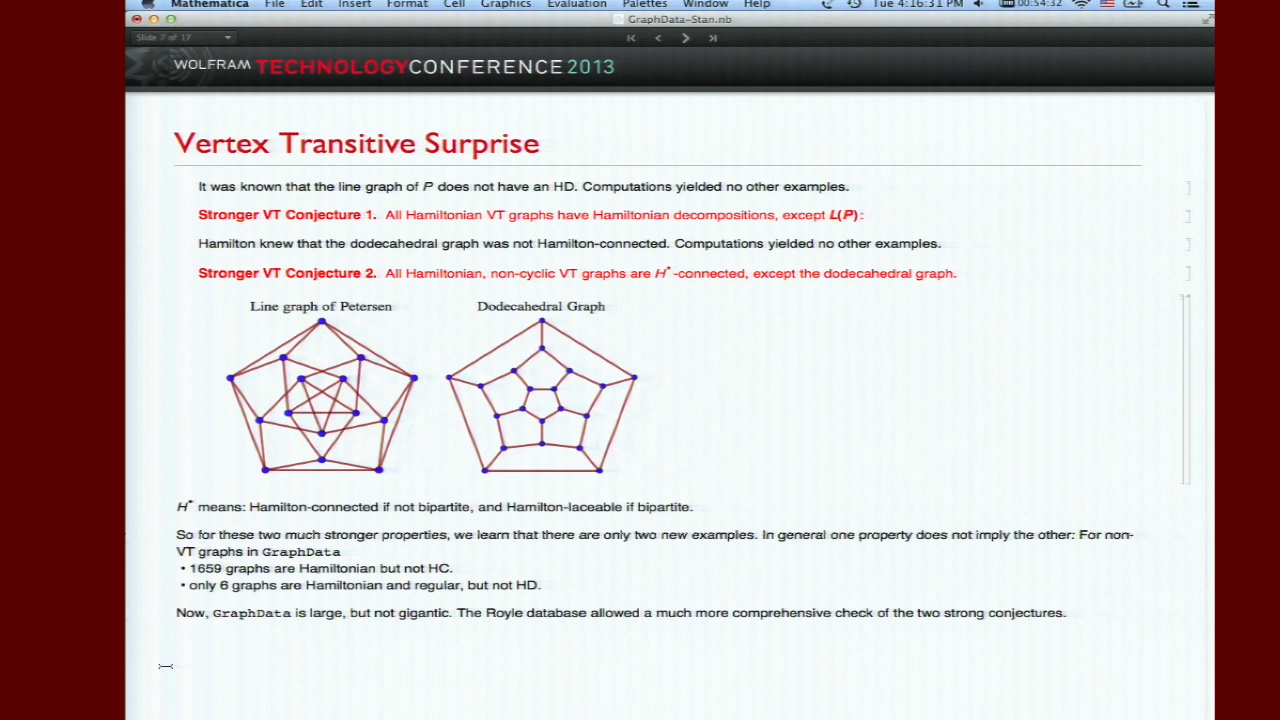 Mathematica File Edit Insert Format Cell Graphics Evaluation Palettes Window Help Tue 4:16:31 PM 00:54:32
GraphData-Stan.nb
Slide 7 of 17
WOLFRAM TECHNOLOGYCONFERENCE 2013
Vertex Transitive Surprise
It was known that the line graph of P does not have an HD. Computations yielded no other examples.
Stronger VT Conjecture 1. All Hamiltonian VT graphs have Hamiltonian decompositions, except L(P):
Hamilton knew that the dodecahedral graph was not Hamilton-connected. Computations yielded no other examples.
Stronger VT Conjecture 2. All Hamiltonian, non-cyclic VT graphs are H*-connected, except the dodecahedral graph.
Line graph of Petersen Dodecahedral Graph
H* means: Hamilton-connected if not bipartite, and Hamilton-laceable if bipartite.
So for these two much stronger properties, we learn that there are only two new examples. In general one property does not imply the other: For non-
VT graphs in GraphData
• 1659 graphs are Hamiltonian but not HC.
• only 6 graphs are Hamiltonian and regular, but not HD.
Now, GraphData is large, but not gigantic. The Royle database allowed a much more comprehensive check of the two strong conjectures.